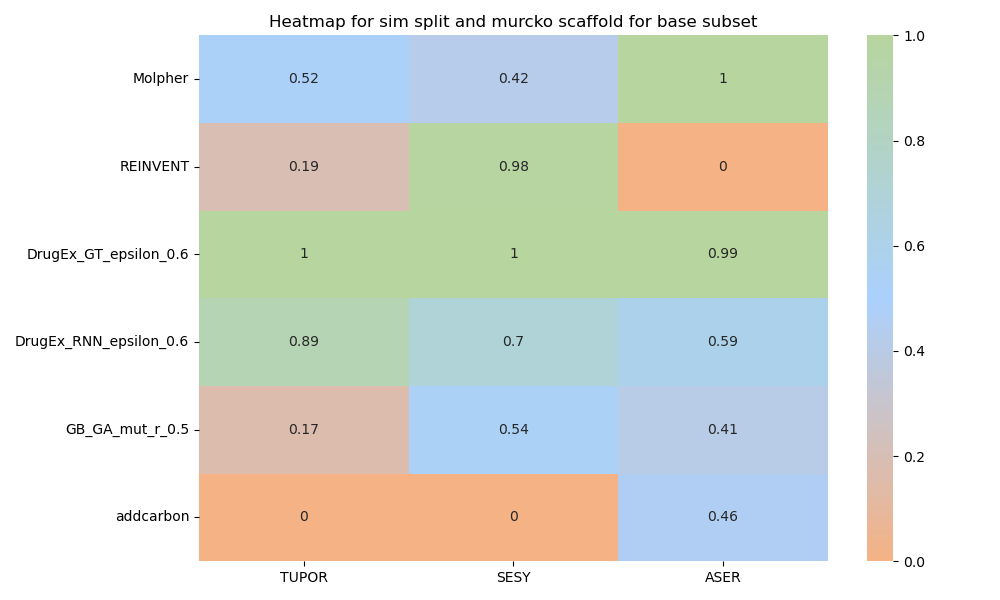 Heatmap for sim split and murcko scaffold for base subset
Molpher 0.52 0.42 1
REINVENT 0.19 0.98 0
DrugEx_GT_epsilon_0.6 1 1 0.99
DrugEx_RNN_epsilon_0.6 0.89 0.7 0.59
GB_GA_mut_r_0.5 0.17 0.54 0.41
addcarbon 0 0 0.46
TUPOR SESY ASER
1.0
0.8
0.6
0.4
0.2
0.0